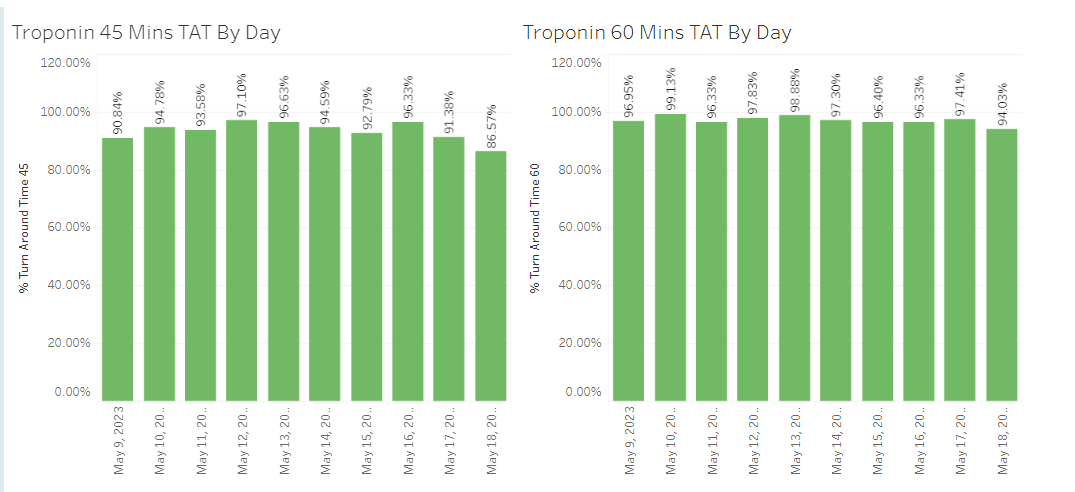 Troponin 45 Mins TAT By Day
% Turn Around Time 45
120.00%
100.00%
80.00%
60.00%
40.00%
20.00%
0.00%
90.84%
94.78%
93.58%
97.10%
96.63%
94.59%
92.79%
96.33%
91.38%
86.57%
May 9, 2023
May 10, 20..
May 11, 20..
May 12, 20..
May 13, 20..
May 14, 20..
May 15, 20..
May 16, 20..
May 17, 20..
May 18, 20..
Troponin 60 Mins TAT By Day
% Turn Around Time 60
120.00%
100.00%
80.00%
60.00%
40.00%
20.00%
0.00%
96.95%
99.13%
96.33%
97.83%
98.88%
97.30%
96.40%
96.33%
97.41%
94.03%
May 9, 2023
May 10, 20..
May 11, 20..
May 12, 20..
May 13, 20..
May 14, 20..
May 15, 20..
May 16, 20..
May 17, 20..
May 18, 20..